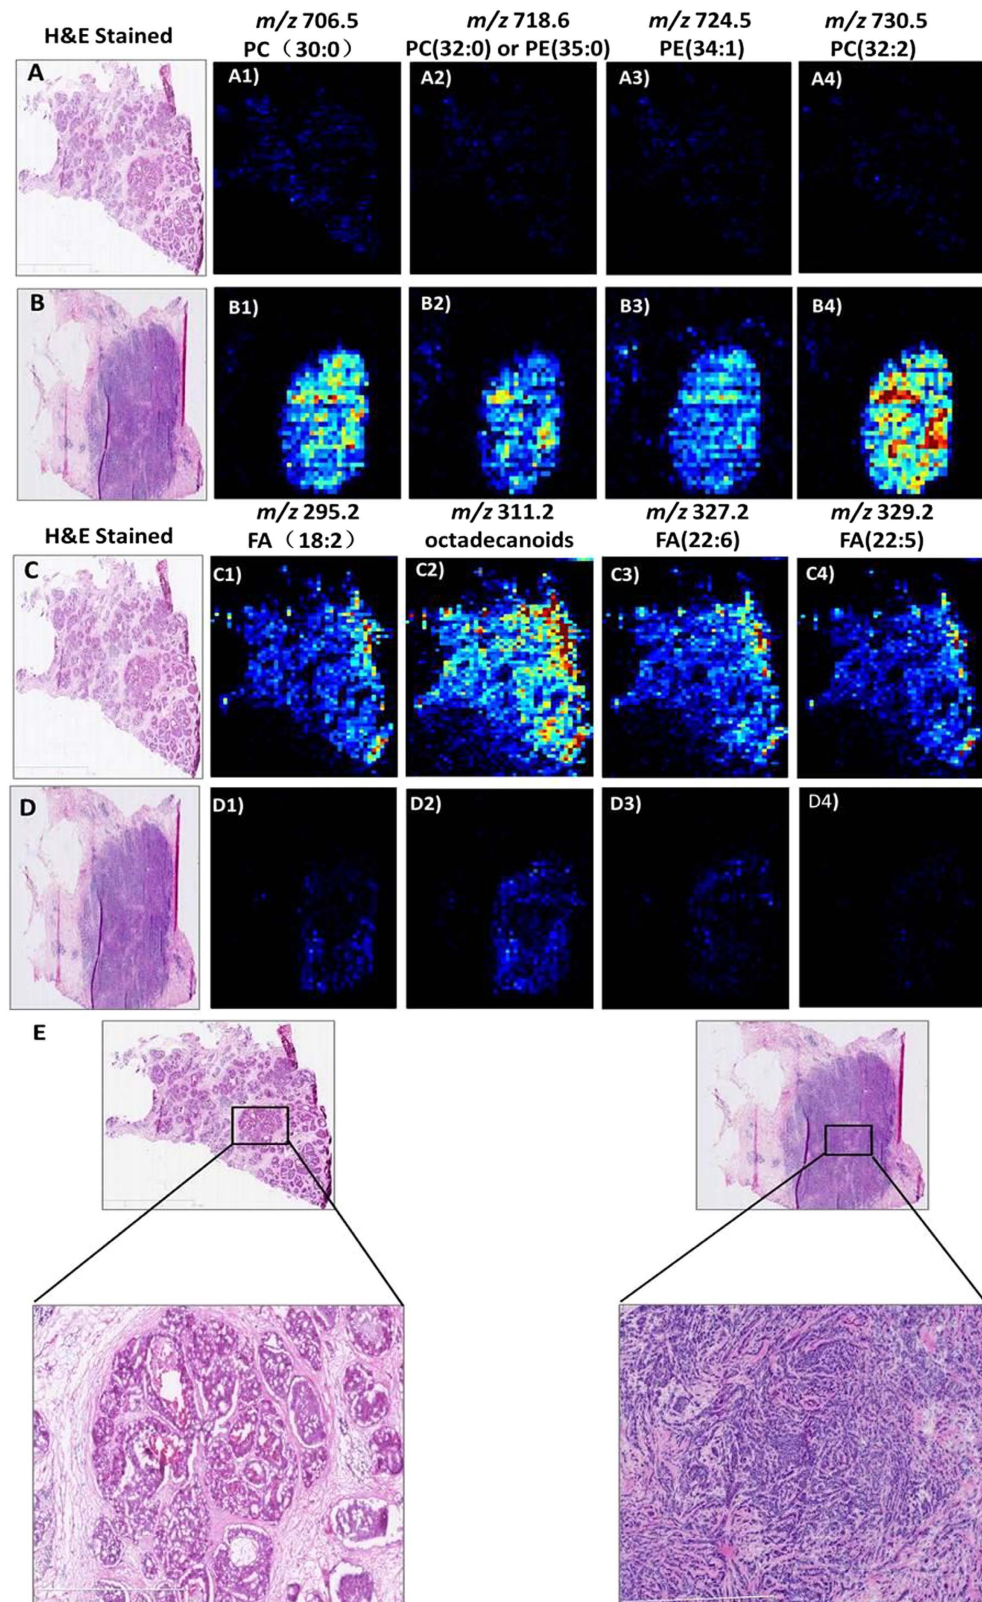 H&E Stained
m/z 706.5
PC（30:0）
m/z 718.6
PC(32:0) or PE(35:0)
m/z 724.5
PE(34:1)
m/z 730.5
PC(32:2)
A
A1)
A2)
A3)
A4)
B
B1)
B2)
B3)
B4)
H&E Stained
m/z 295.2
FA（18:2）
m/z 311.2
octadecanoids
m/z 327.2
FA(22:6)
m/z 329.2
FA(22:5)
C
C1)
C2)
C3)
C4)
D
D1)
D2)
D3)
D4)
E